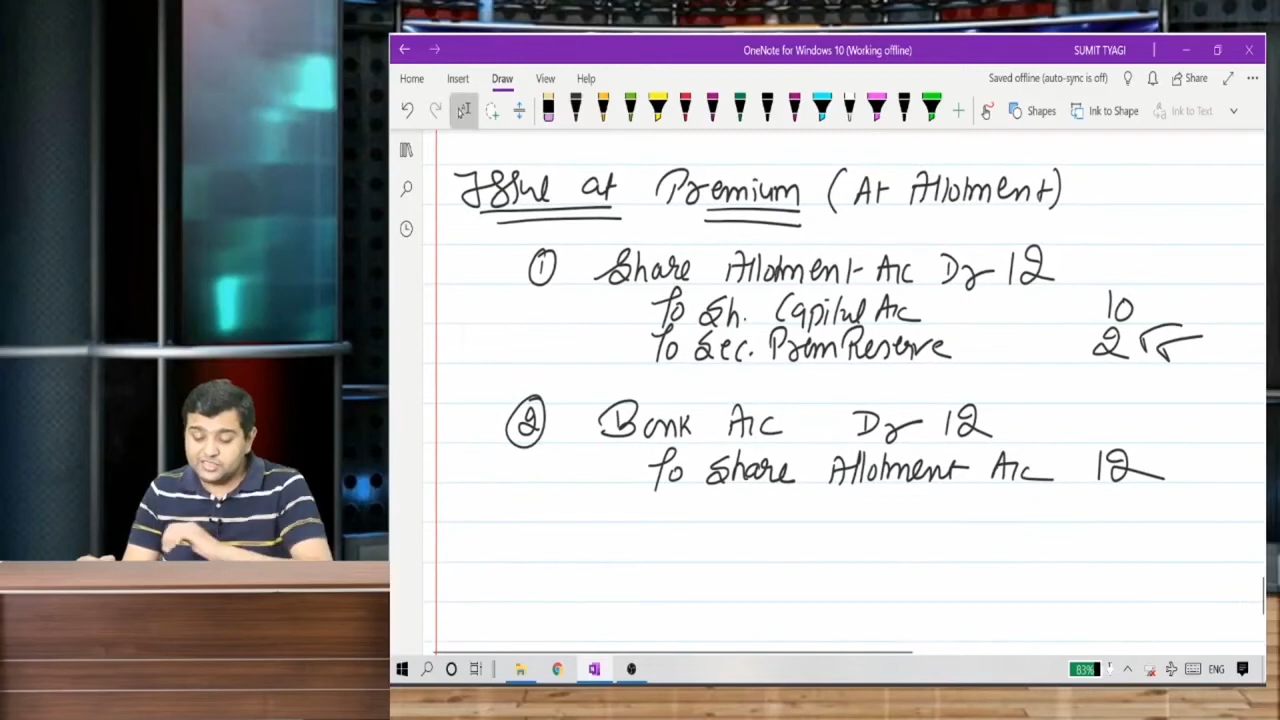 OneNote for Windows 10 (Working offline)
SUMIT TYAGI
Home Insert Draw View Help
Saved offline (auto-sync is off)
Share
Shapes
Ink to Shape
Ink to Text
Issue at Premium (At Allotment)
① Share Allotment A/c Dr 12
To Sh. Capital A/c 10
To Sec. Prem Reserve 2
② Bank A/c Dr 12
To Share Allotment A/c 12
83%
ENG